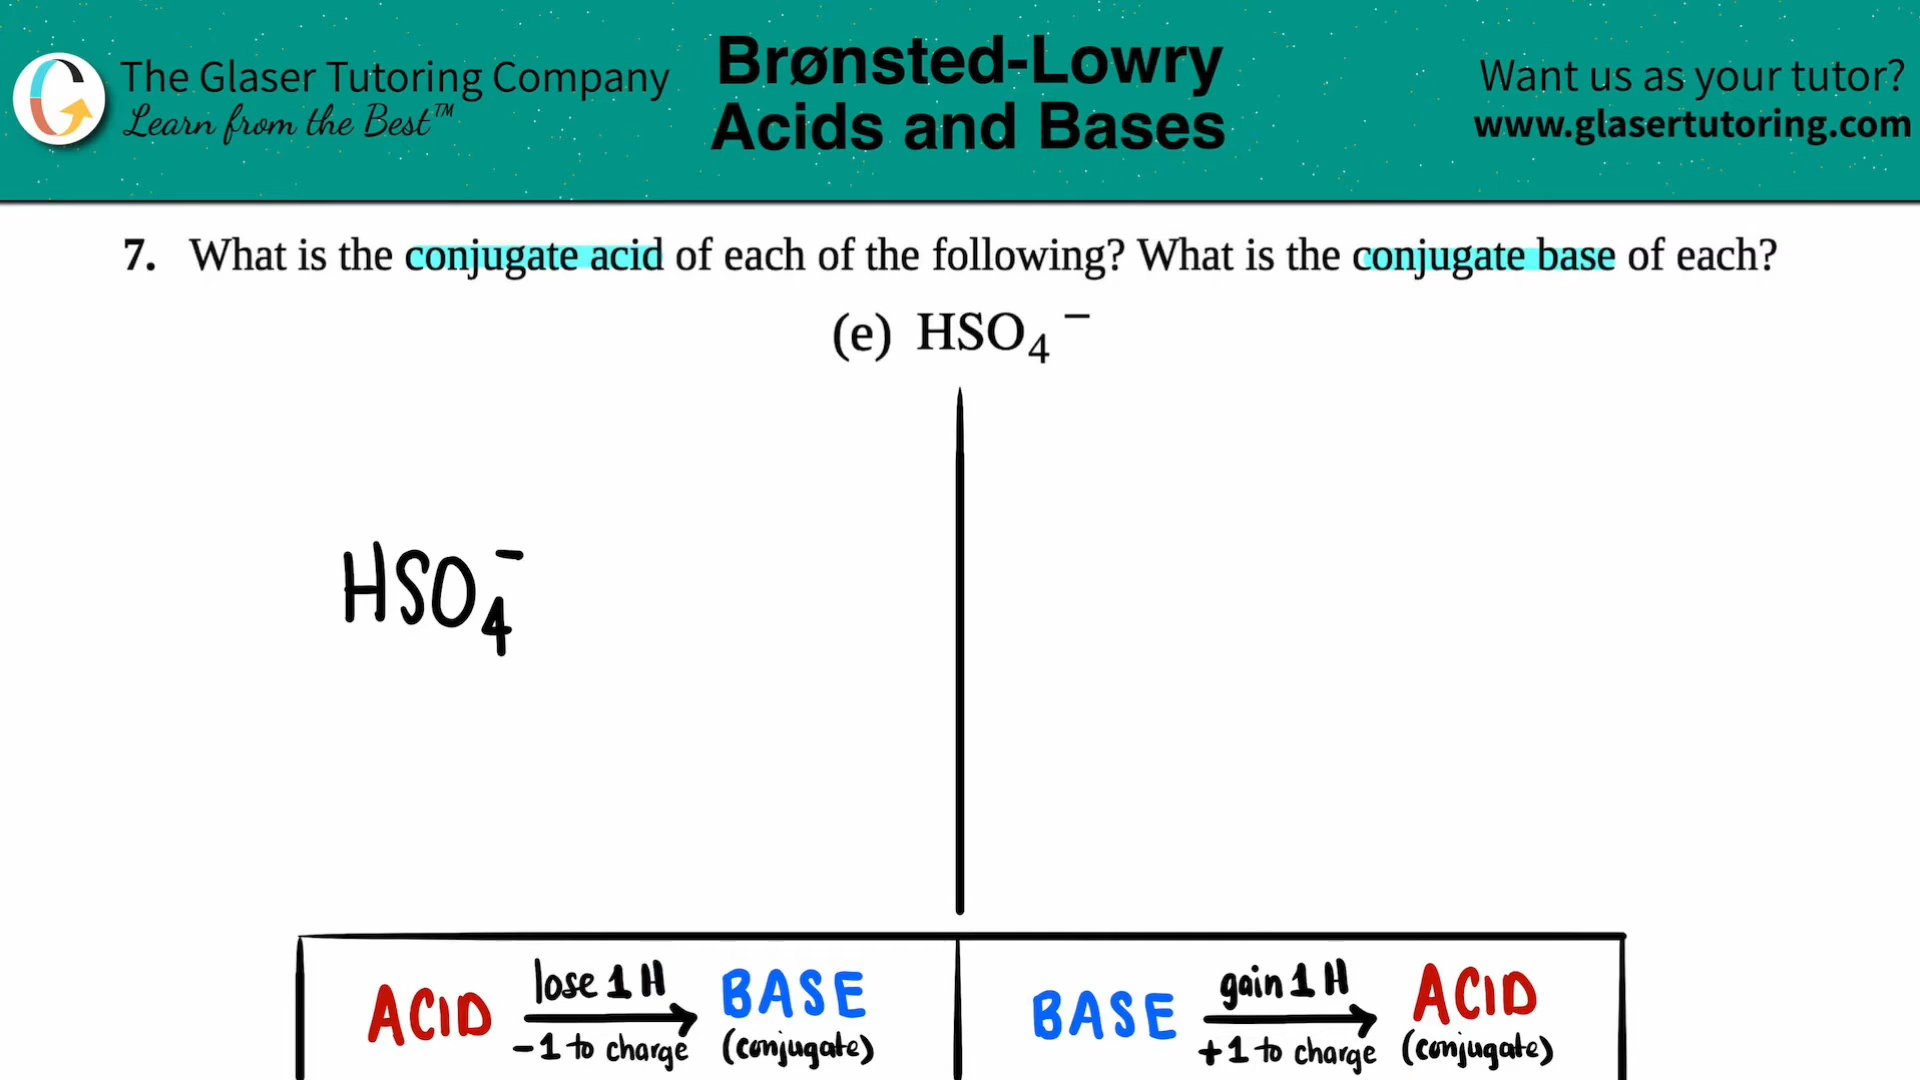 The Glaser Tutoring Company
Learn from the Best™
Brønsted-Lowry
Acids and Bases
Want us as your tutor?
www.glasertutoring.com
7. What is the conjugate acid of each of the following? What is the conjugate base of each?
(e) HSO₄⁻
HSO₄⁻
ACID lose 1 H BASE
-1 to charge (conjugate)
BASE gain 1 H ACID
+1 to charge (conjugate)